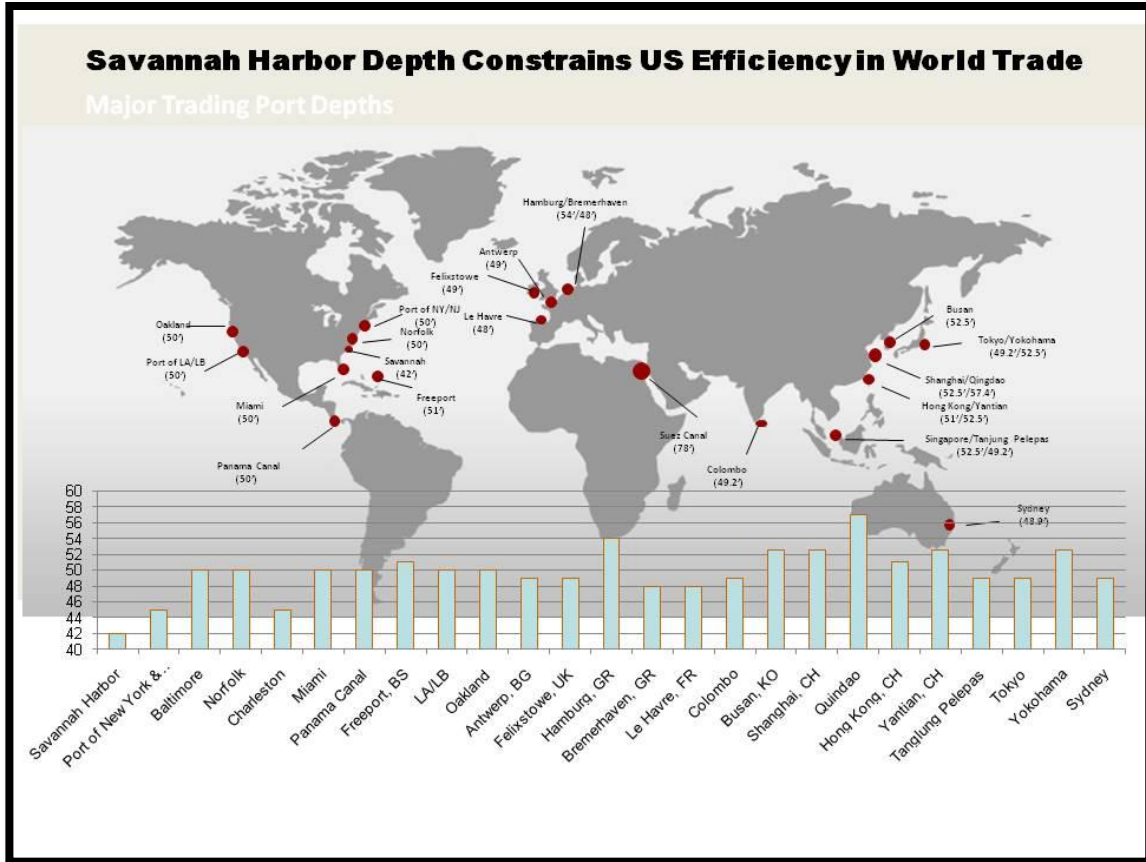 Savannah Harbor Depth Constrains US Efficiency in World Trade
Major Trading Port Depths
Hamburg/Bremerhaven
(54'/48')
Antwerp
(49')
Felixstowe
(49')
Le Havre
(48')
Port of NY/NJ
(50')
Norfolk
(50')
Savannah
(42')
Freeport
(51')
Oakland
(50')
Port of LA/LB
(50')
Miami
(50')
Panama Canal
(50')
Suez Canal
(78')
Colombo
(49.2')
Busan
(52.5')
Tokyo/Yokohama
(49.2'/52.5')
Shanghai/Qingdao
(52.5'/57.4')
Hong Kong/Yantian
(51'/52.5')
Singapore/Tanjung Pelepas
(52.5'/49.2')
Sydney
(48.9')
60
58
56
54
52
50
48
46
44
42
40
Savannah Harbor
Port of New York &..
Baltimore
Norfolk
Charleston
Miami
Panama Canal
Freeport, BS
LA/LB
Oakland
Antwerp, BG
Felixstowe, UK
Hamburg, GR
Bremerhaven, GR
Le Havre, FR
Colombo
Busan, KO
Shanghai, CH
Quindao
Hong Kong, CH
Yantian, CH
Tanglung Pelepas
Tokyo
Yokohama
Sydney